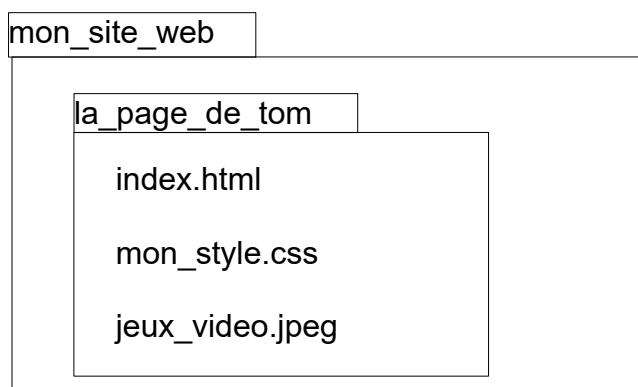 mon_site_web
la_page_de_tom
index.html
mon_style.css
jeux_video.jpeg